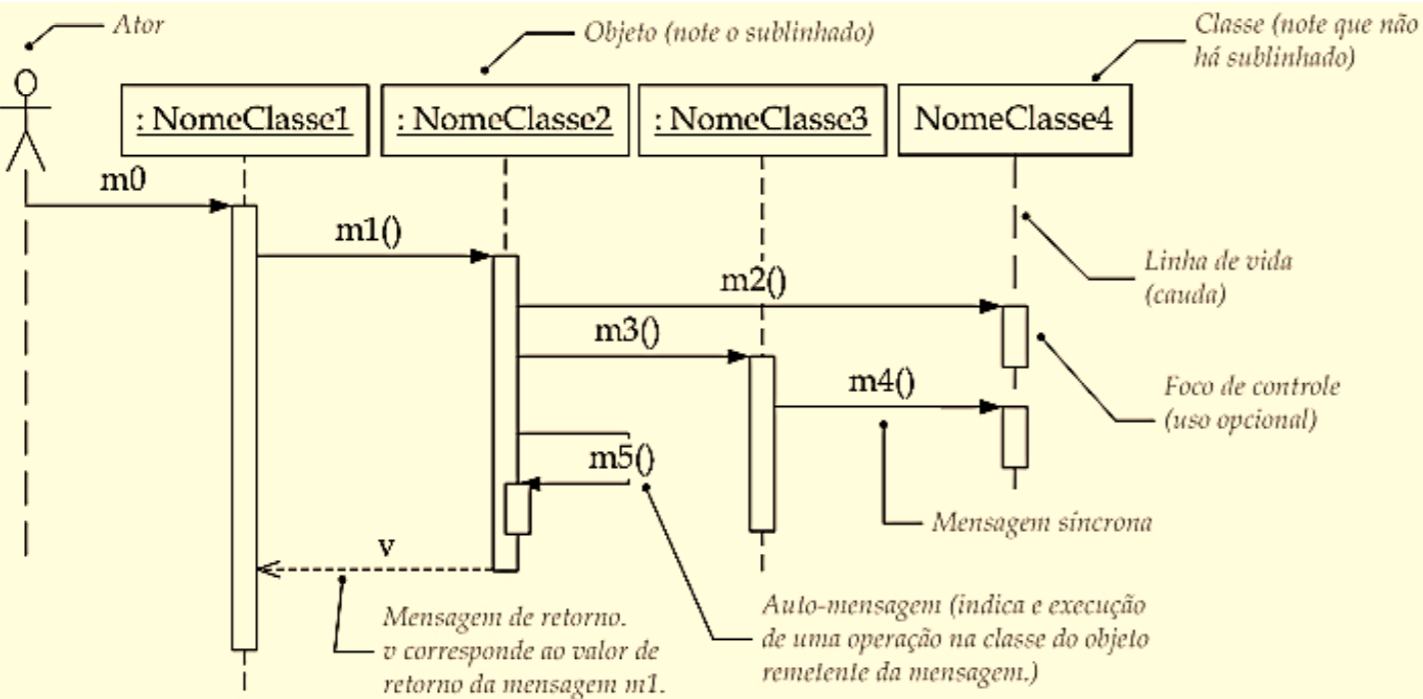 Ator
Objeto (note o sublinhado)
Classe (note que não
há sublinhado)
: NomeClasse1
: NomeClasse2
: NomeClasse3
NomeClasse4
m0
m1()
m2()
Linha de vida
(cauda)
m3()
m4()
Foco de controle
(uso opcional)
m5()
Mensagem síncrona
v
Mensagem de retorno.
v corresponde ao valor de
retorno da mensagem m1.
Auto-mensagem (indica e execução
de uma operação na classe do objeto
remetente da mensagem.)